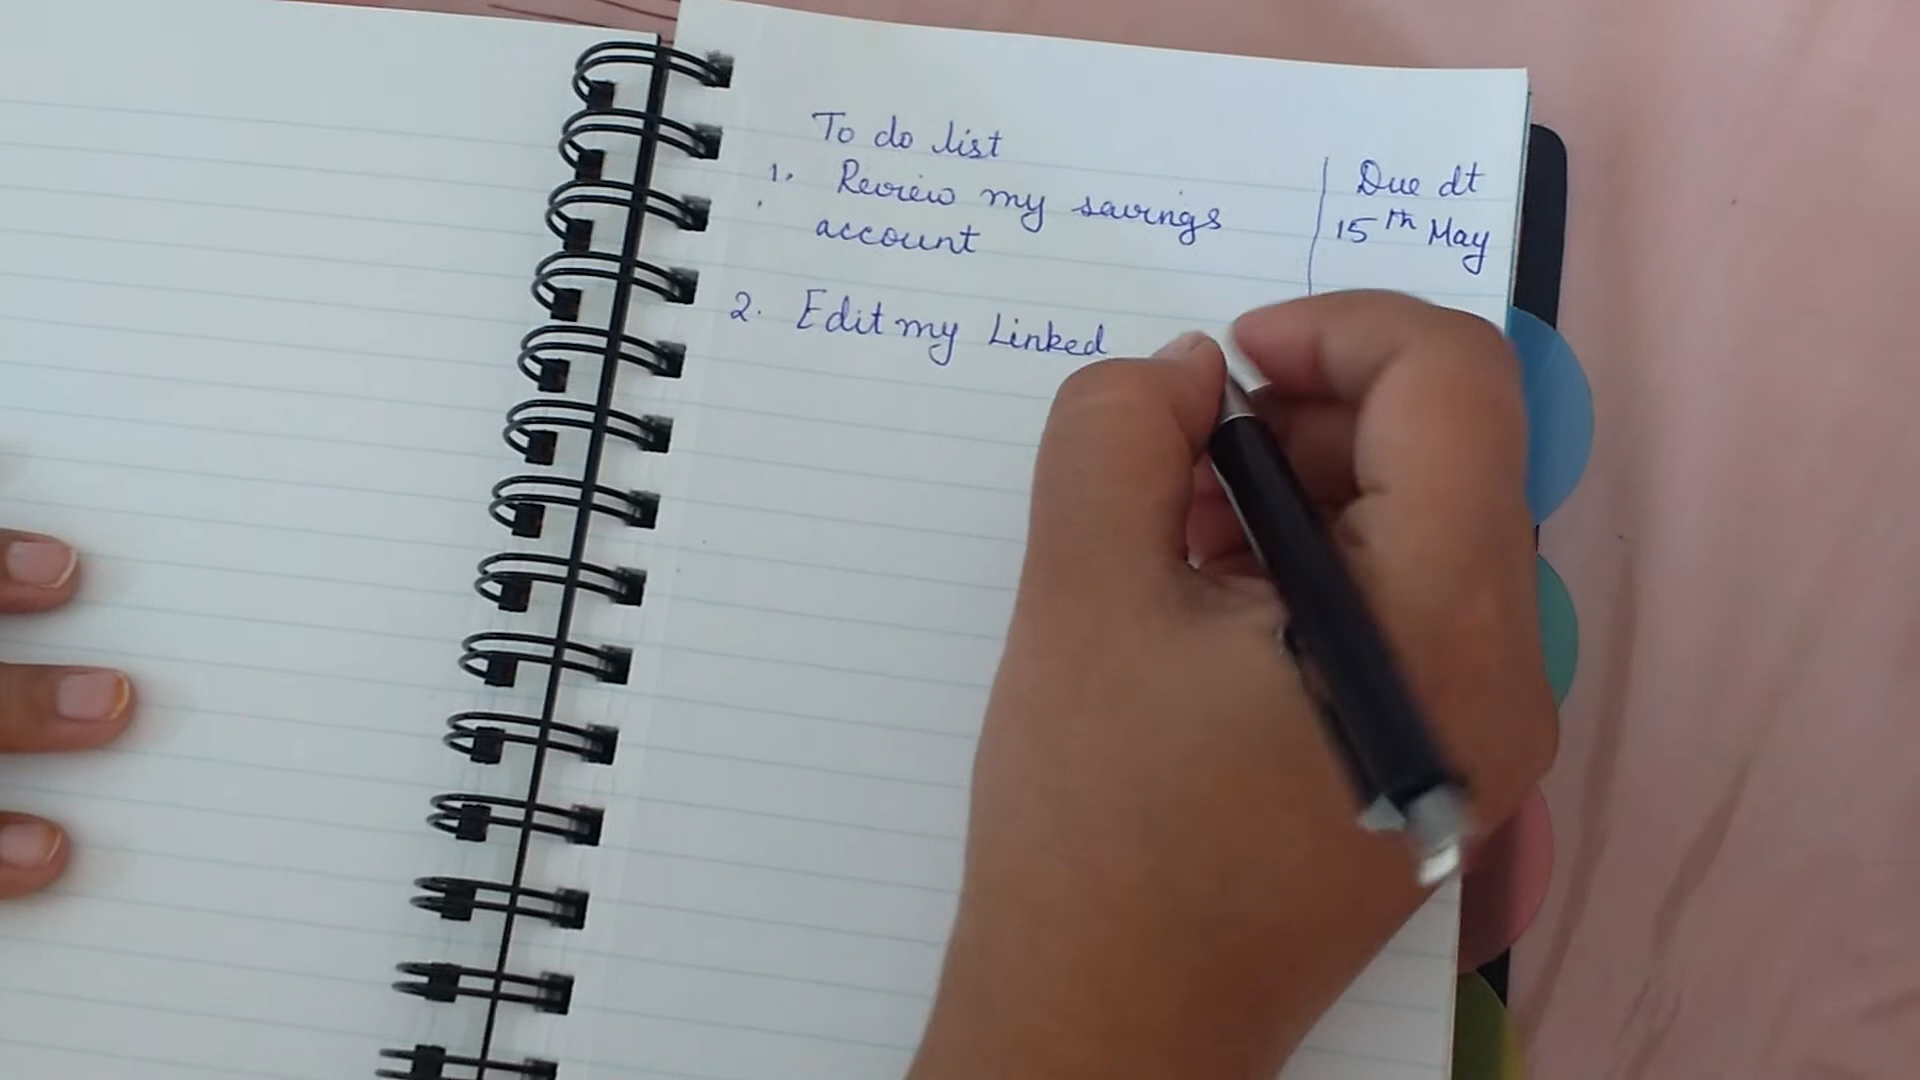 To do list
Due dt
1. Review my savings
15th May
account
2. Edit my Linked